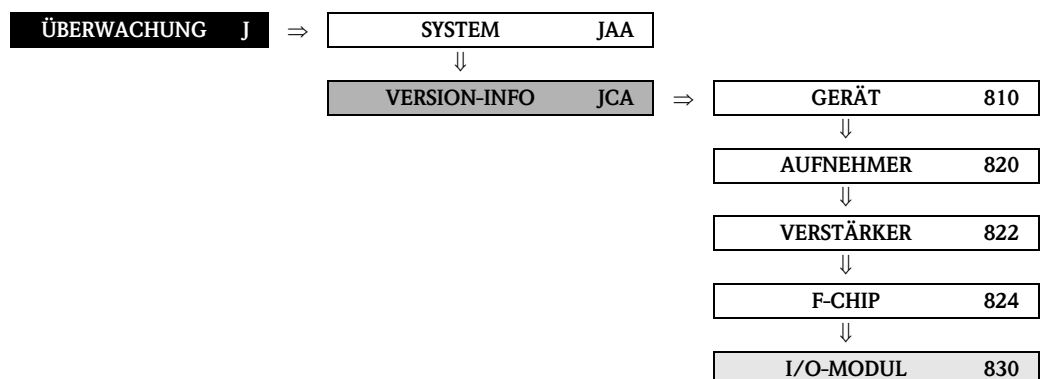 ÜBERWACHUNG J ⇒ SYSTEM JAA
⇓
VERSION-INFO JCA ⇒ GERÄT 810
⇓
AUFNEHMER 820
⇓
VERSTÄRKER 822
⇓
F-CHIP 824
⇓
I/O-MODUL 830